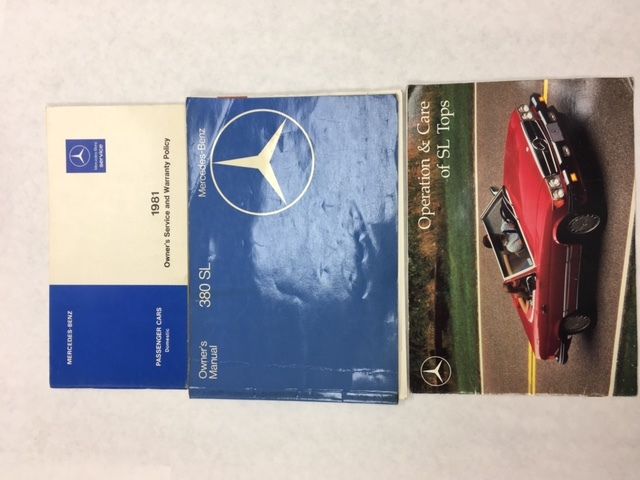 Mercedes-Benz
service
1981
Owner's Service and Warranty Policy
MERCEDES-BENZ
PASSENGER CARS
Domestic
Mercedes-Benz
380 SL
Owner's
Manual
Operation & Care
of SL Tops